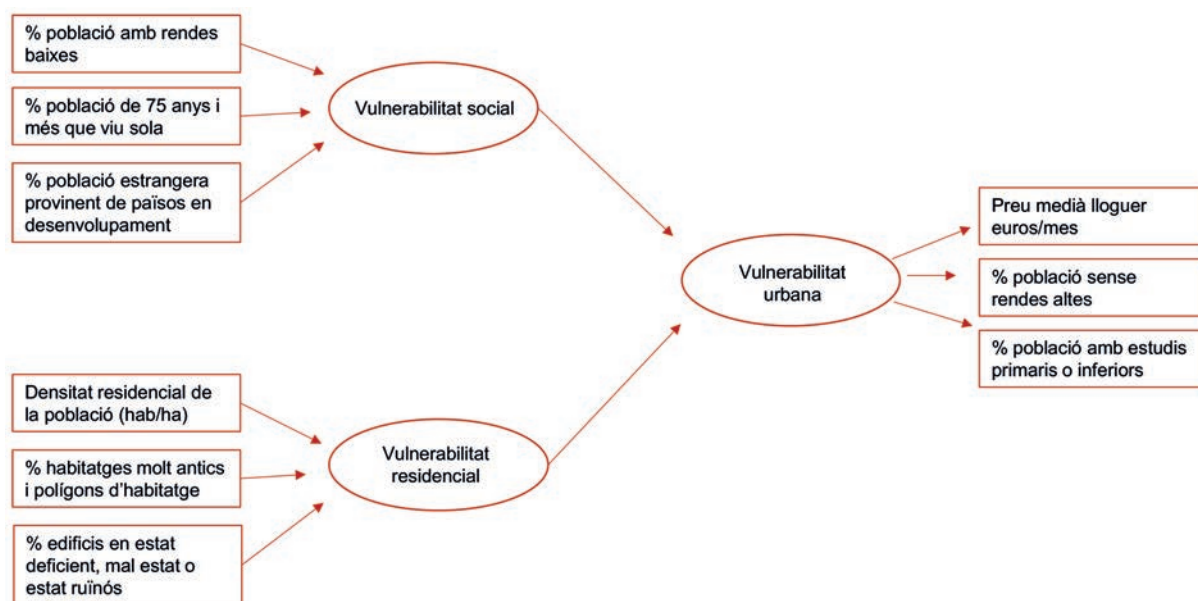 % població amb rendes
baixes
% població de 75 anys i
més que viu sola
% població estrangera
provinent de països en
desenvolupament
Vulnerabilitat social
Densitat residencial de
la població (hab/ha)
% habitatges molt antics
i polígons d'habitatge
% edificis en estat
deficient, mal estat o
estat ruïnós
Vulnerabilitat
residencial
Vulnerabilitat
urbana
Preu medià lloguer
euros/mes
% població sense
rendes altes
% població amb estudis
primaris o inferiors